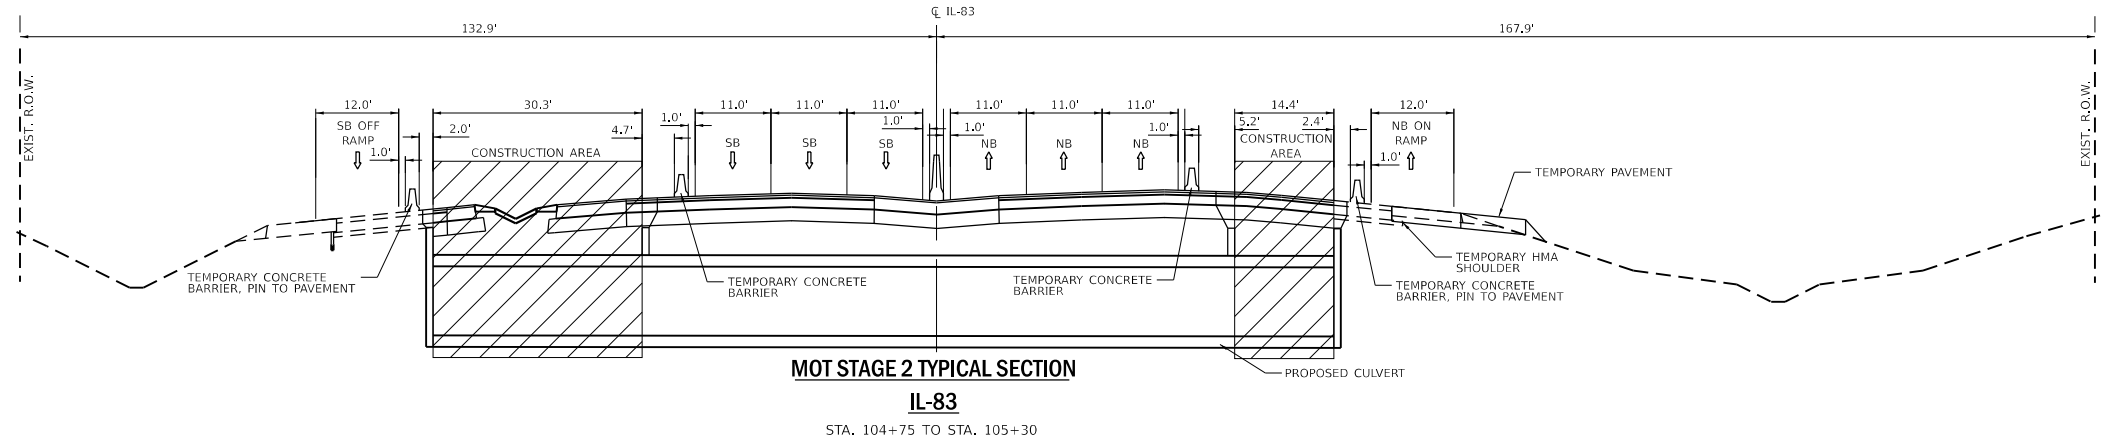 ℄ IL-83
132.9'
167.9'
EXIST. R.O.W.
EXIST. R.O.W.
12.0'
30.3'
11.0'
11.0'
11.0'
11.0'
11.0'
11.0'
14.4'
12.0'
SB OFF
RAMP
1.0'
2.0'
4.7'
1.0'
1.0'
1.0'
1.0'
5.2'
2.4'
1.0'
NB ON
RAMP
CONSTRUCTION AREA
SB
SB
SB
NB
NB
NB
CONSTRUCTION
AREA
TEMPORARY PAVEMENT
TEMPORARY HMA
SHOULDER
TEMPORARY CONCRETE
BARRIER, PIN TO PAVEMENT
TEMPORARY CONCRETE
BARRIER
TEMPORARY CONCRETE
BARRIER
TEMPORARY CONCRETE
BARRIER, PIN TO PAVEMENT
PROPOSED CULVERT
MOT STAGE 2 TYPICAL SECTION
IL-83
STA. 104+75 TO STA. 105+30